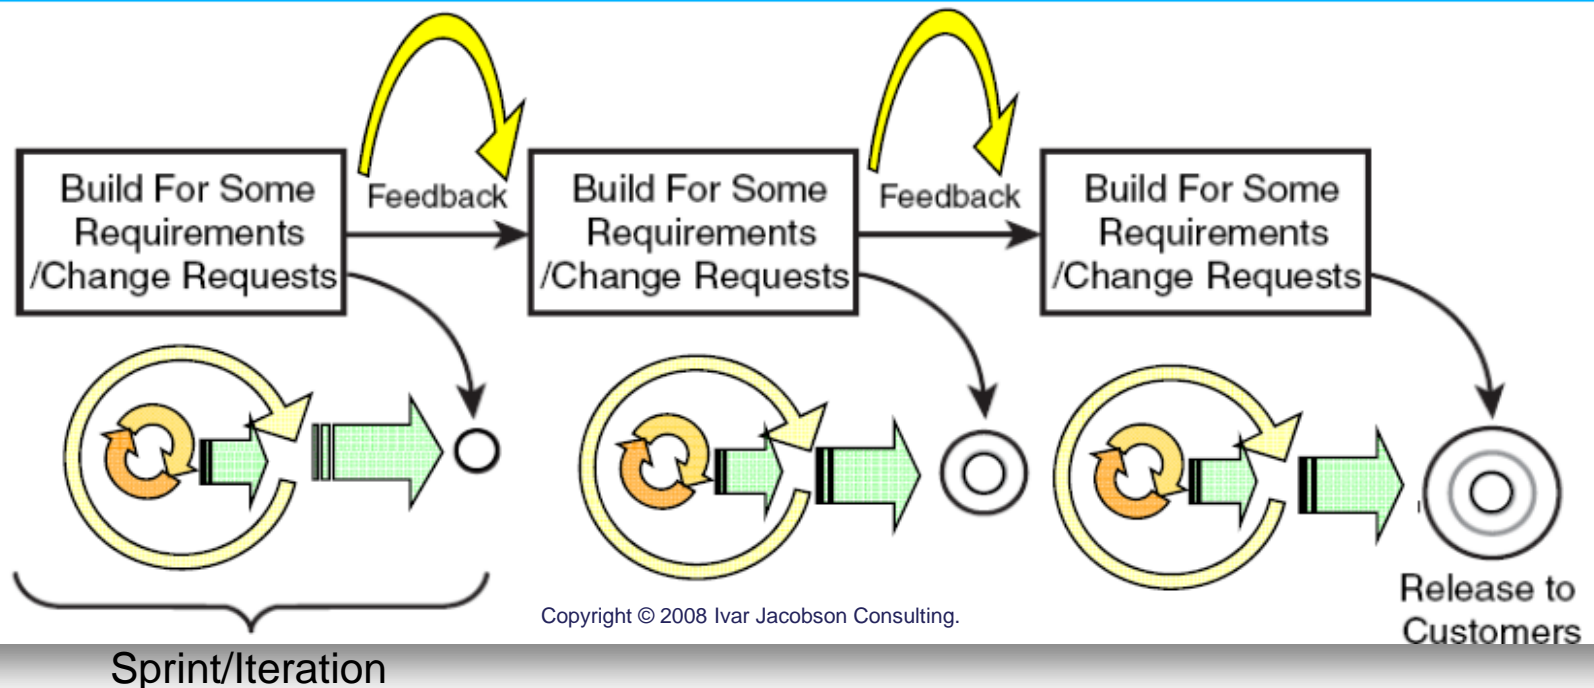 Build For Some
Requirements
/Change Requests
Feedback
Build For Some
Requirements
/Change Requests
Feedback
Build For Some
Requirements
/Change Requests
Copyright © 2008 Ivar Jacobson Consulting.
Release to
Customers
Sprint/Iteration